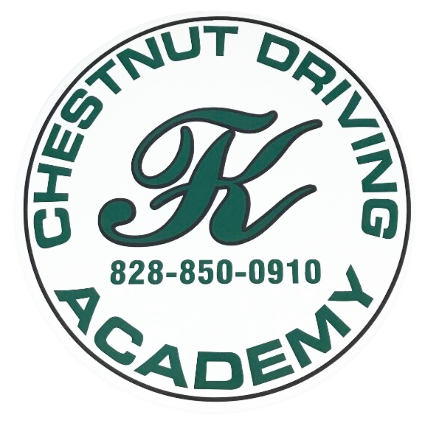 CHESTNUT DRIVING
K
828-850-0910
ACADEMY